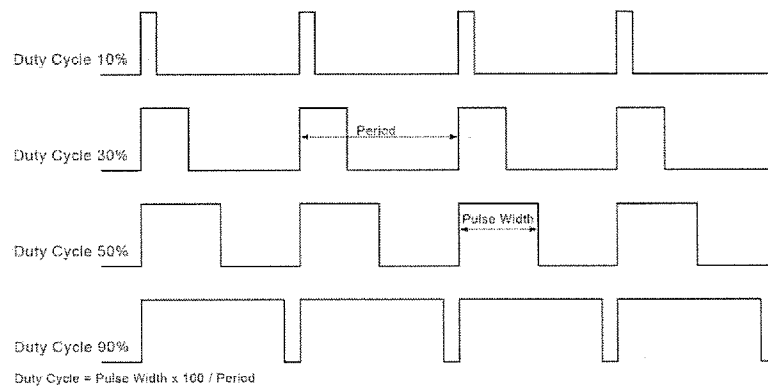 Duty Cycle 10%
Period
Duty Cycle 30%
Pulse Width
Duty Cycle 50%
Duty Cycle 90%
Duty Cycle = Pulse Width x 100 / Period